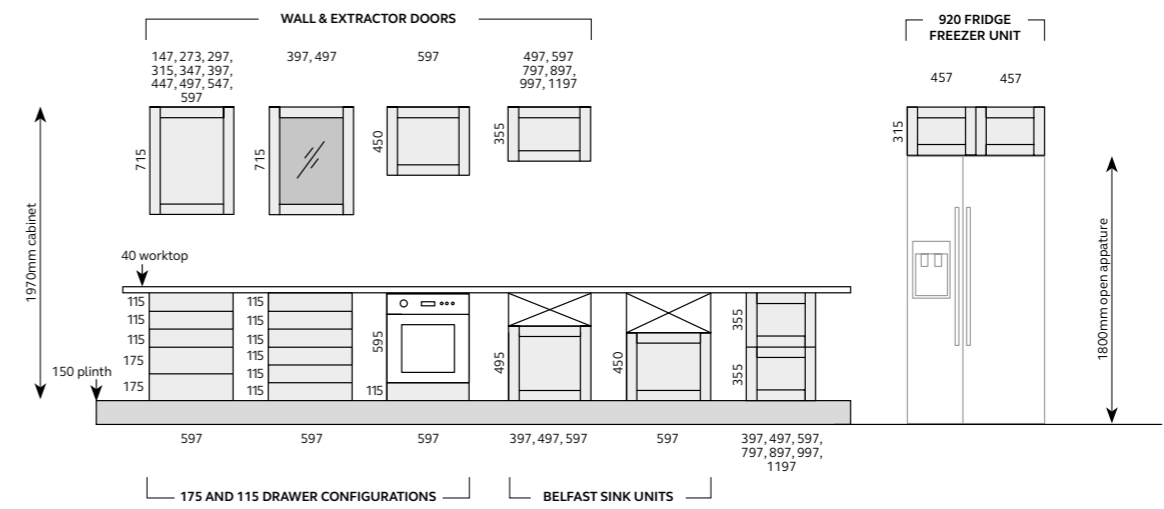 WALL & EXTRACTOR DOORS
920 FRIDGE
FREEZER UNIT
147, 273, 297,
315, 347, 397,
447, 497, 547,
597
397, 497
597
497, 597
797, 897,
997, 1197
457
457
715
715
450
355
315
1970mm cabinet
1800mm open appature
40 worktop
150 plinth
115
115
115
175
175
115
115
115
115
115
115
595
115
495
450
355
355
597
597
597
397, 497, 597
597
397, 497, 597,
797, 897, 997,
1197
175 AND 115 DRAWER CONFIGURATIONS
BELFAST SINK UNITS